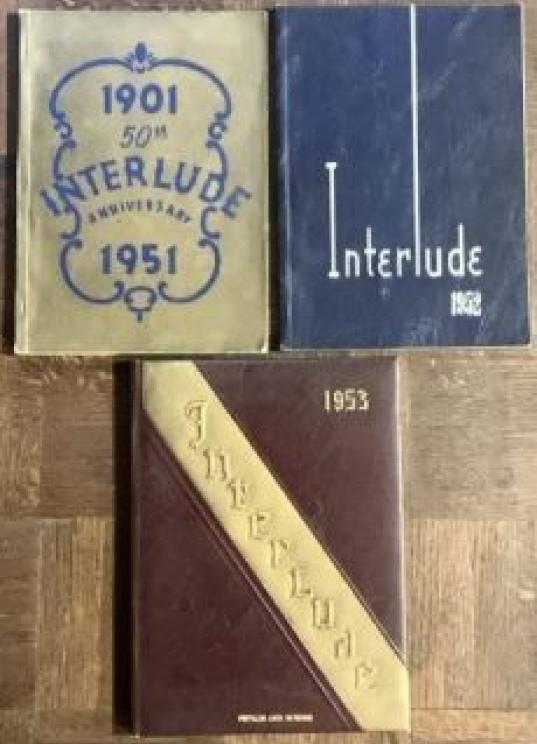 1901
50TH
INTERLUDE
ANNIVERSARY
1951
Interlude
1952
1953
Interlude